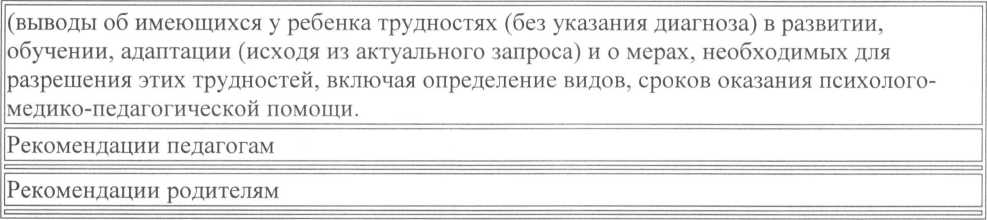 (выводы об имеющихся у ребенка трудностях (без указания диагноза) в развитии,
обучении, адаптации (исходя из актуального запроса) и о мерах, необходимых для
разрешения этих трудностей, включая определение видов, сроков оказания психолого-
медико-педагогической помощи.
Рекомендации педагогам
Рекомендации родителям